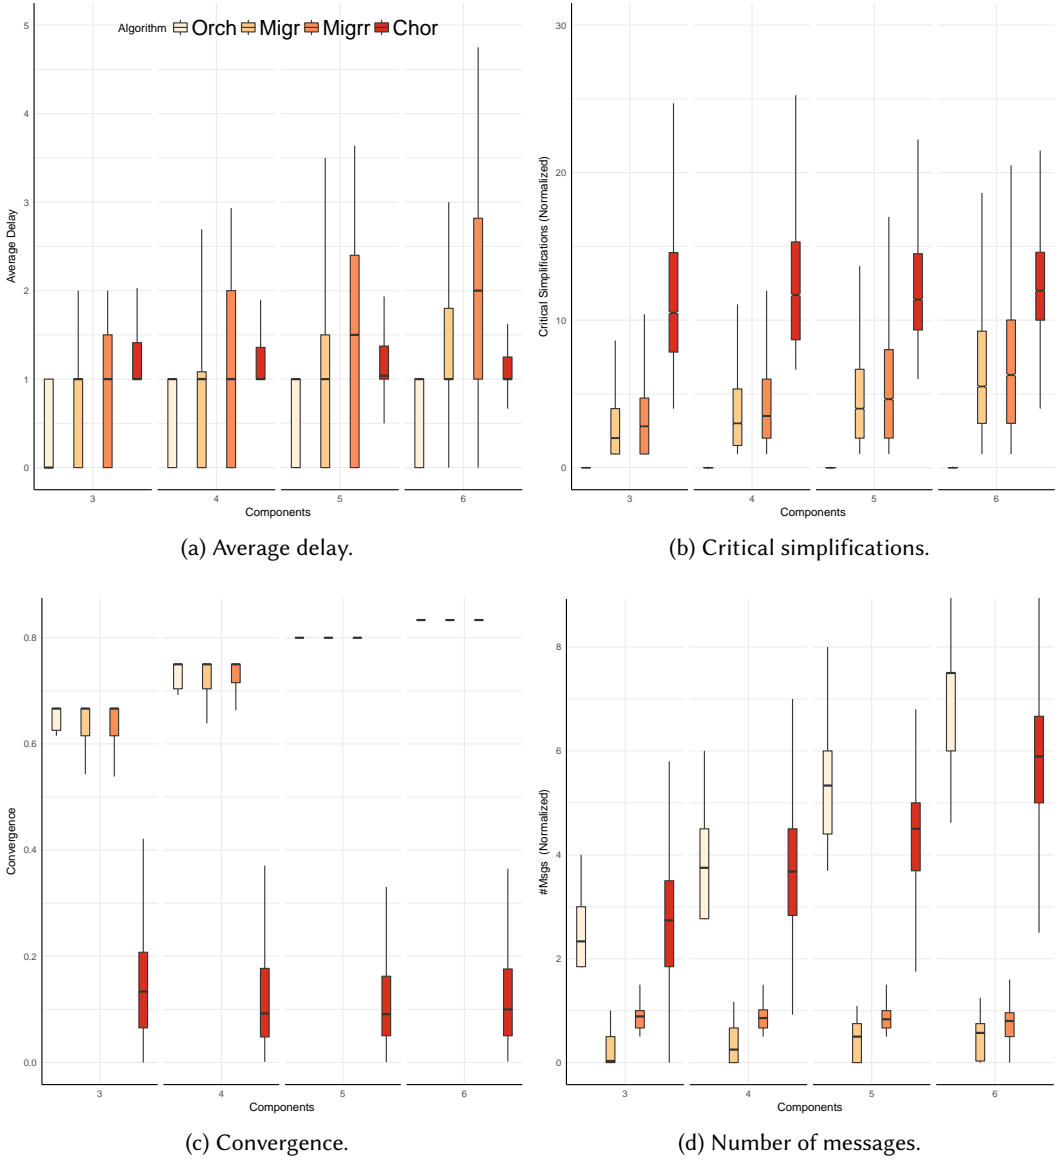 Algorithm Orch Migr Migrr Chor
Average Delay
5
4
3
2
1
0
3 4 5 6
Components
(a) Average delay.
Critical Simplifications (Normalized)
30
20
10
0
3 4 5 6
Components
(b) Critical simplifications.
Convergence
0.8
0.6
0.4
0.2
0.0
3 4 5 6
Components
(c) Convergence.
#Msgs (Normalized)
8
6
4
2
0
3 4 5 6
Components
(d) Number of messages.